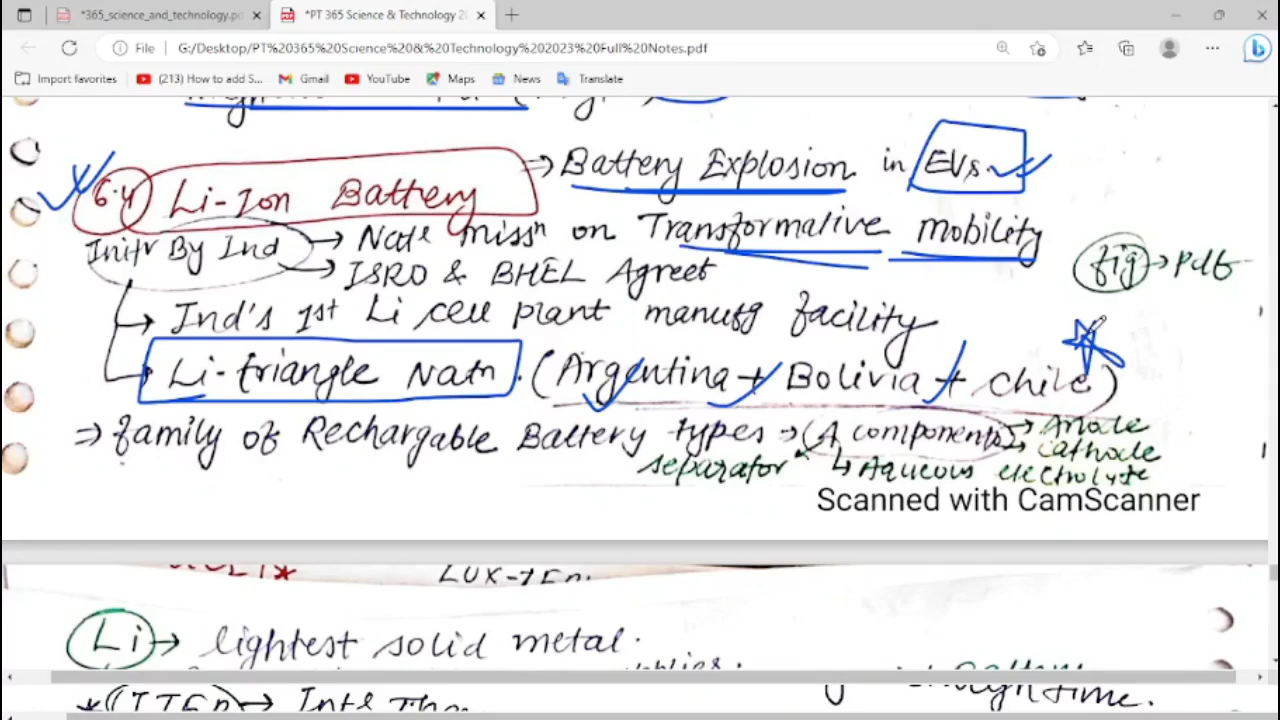 *365_science_and_technology.po
*PT 365 Science & Technology 20
File G:/Desktop/PT%20365%20Science%20&%20Technology%202023%20Full%20Notes.pdf
Import favorites (213) How to add S... Gmail YouTube Maps News Translate
6.4 Li-Ion Battery ⇒ Battery Explosion in EVs.
Initv By Ind → Natl missn on Transformative mobility
→ ISRO & BHEL Agreet
fig → Pdf
→ Ind's 1st Li cell plant manufg facility
→ Li-triangle Natn. (Argentina + Bolivia + Chile)
⇒ family of Rechargable Battery types → (4 components → Anode
→ Cathode
separator ↳ Aqueous electrolyte
Scanned with CamScanner
Li → lightest solid metal.
*(ITER →
time.